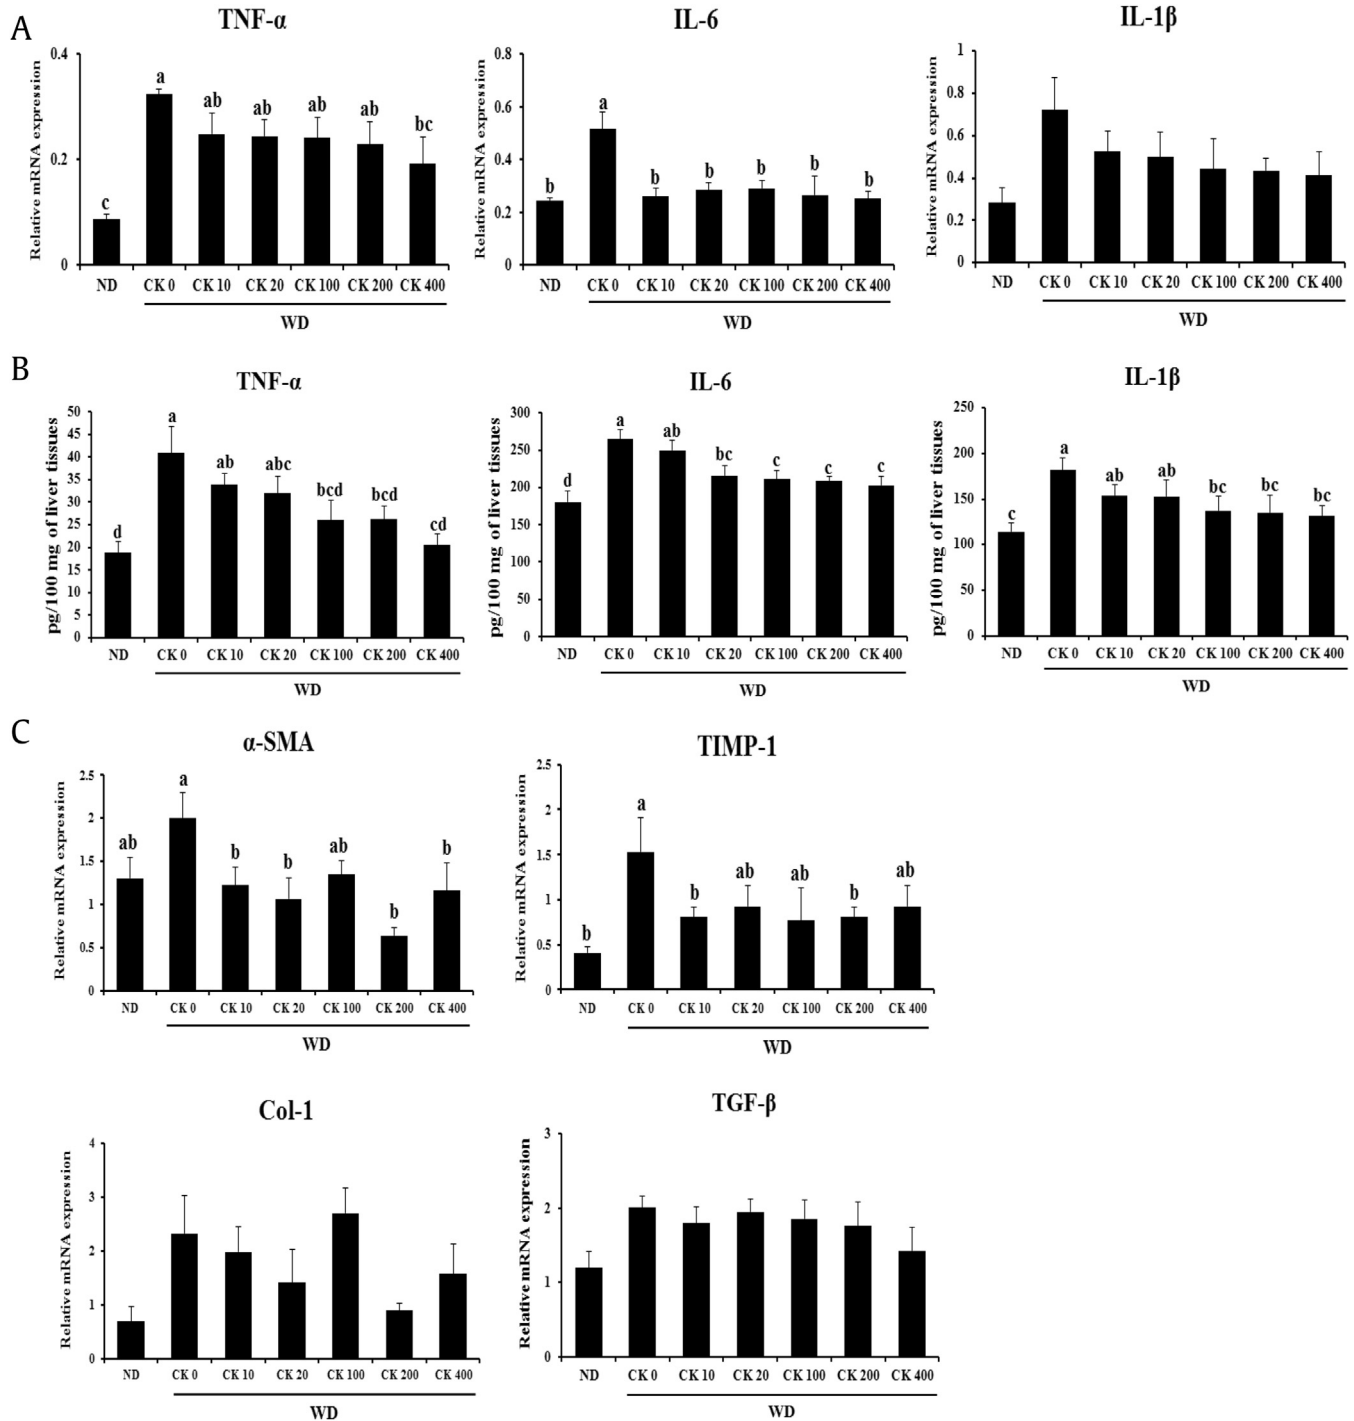 A
TNF-α IL-6 IL-1β
Relative mRNA expression
0.4
0.2
0
c a ab ab ab ab bc
ND CK 0 CK 10 CK 20 CK 100 CK 200 CK 400
WD
Relative mRNA expression
0.8
0.6
0.4
0.2
0
b a b b b b b
ND CK 0 CK 10 CK 20 CK 100 CK 200 CK 400
WD
Relative mRNA expression
1
0.8
0.6
0.4
0.2
0
ND CK 0 CK 10 CK 20 CK 100 CK 200 CK 400
WD
B
TNF-α IL-6 IL-1β
pg/100 mg of liver tissues
50
45
40
35
30
25
20
15
10
5
0
d a ab abc bcd bcd cd
ND CK 0 CK 10 CK 20 CK 100 CK 200 CK 400
WD
pg/100 mg of liver tissues
300
250
200
150
100
50
0
d a ab bc c c c
ND CK 0 CK 10 CK 20 CK 100 CK 200 CK 400
WD
pg/100 mg of liver tissues
250
200
150
100
50
0
c a ab ab bc bc bc
ND CK 0 CK 10 CK 20 CK 100 CK 200 CK 400
WD
C
α-SMA TIMP-1
Relative mRNA expression
2.5
2
1.5
1
0.5
0
ab a b b ab b b
ND CK 0 CK 10 CK 20 CK 100 CK 200 CK 400
WD
Relative mRNA expression
2.5
2
1.5
1
0.5
0
b a b ab ab b ab
ND CK 0 CK 10 CK 20 CK 100 CK 200 CK 400
WD
Col-1 TGF-β
Relative mRNA expression
4
3
2
1
0
ND CK 0 CK 10 CK 20 CK 100 CK 200 CK 400
WD
Relative mRNA expression
3
2
1
0
ND CK 0 CK 10 CK 20 CK 100 CK 200 CK 400
WD